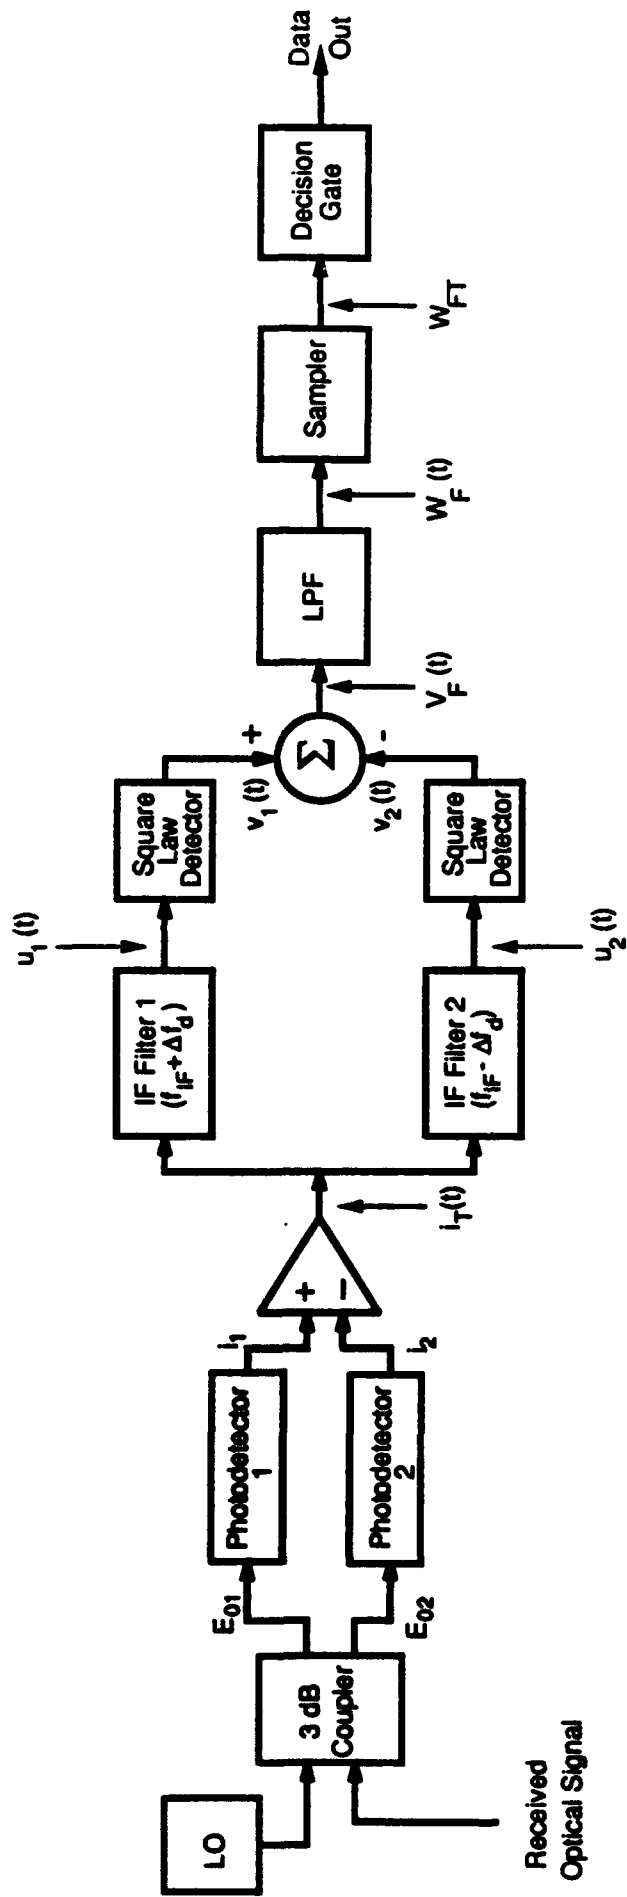 LO
Received
Optical Signal
3 dB
Coupler
E01
E02
Photodetector
1
Photodetector
2
i1
i2
+
−
iT(t)
IF Filter 1
(fIF+ Δfd)
IF Filter 2
(fIF- Δfd)
u1(t)
u2(t)
Square
Law
Detector
Square
Law
Detector
v1(t)
+
v2(t)
-
Σ
VF(t)
LPF
WF(t)
Sampler
WFT
Decision
Gate
Data
Out